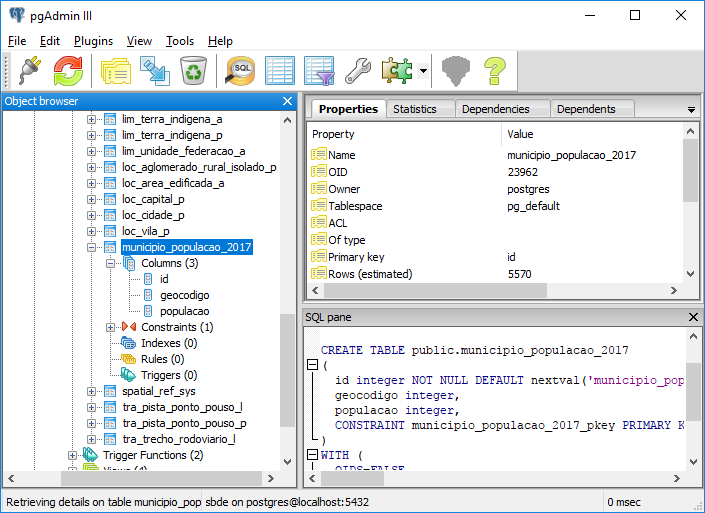 pgAdmin III
File Edit Plugins View Tools Help
SQL
Object browser
lim_terra_indigena_a
lim_terra_indigena_p
lim_unidade_federacao_a
loc_aglomerado_rural_isolado_p
loc_area_edificada_a
loc_capital_p
loc_cidade_p
loc_vila_p
municipio_populacao_2017
Columns (3)
id
geocodigo
populacao
Constraints (1)
Indexes (0)
Rules (0)
Triggers (0)
spatial_ref_sys
tra_pista_ponto_pouso_l
tra_pista_ponto_pouso_p
tra_trecho_rodoviario_l
Trigger Functions (2)
Views (4)
Properties Statistics Dependencies Dependents
Property Value
Name municipio_populacao_2017
OID 23962
Owner postgres
Tablespace pg_default
ACL
Of type
Primary key id
Rows (estimated) 5570
SQL pane
CREATE TABLE public.municipio_populacao_2017
(
id integer NOT NULL DEFAULT nextval('municipio_pop
geocodigo integer,
populacao integer,
CONSTRAINT municipio_populacao_2017_pkey PRIMARY K
)
WITH (
OIDS=FALSE
Retrieving details on table municipio_pop sbde on postgres@localhost:5432 0 msec